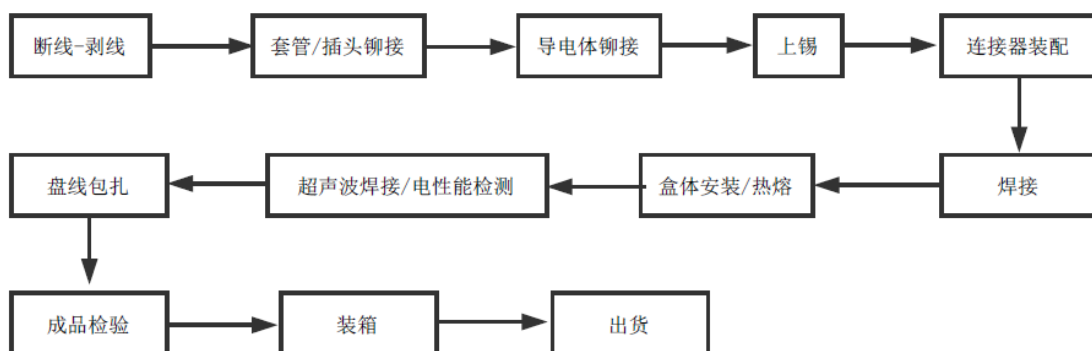 断线-剥线
套管/插头铆接
导电体铆接
上锡
连接器装配
焊接
盒体安装/热熔
超声波焊接/电性能检测
盘线包扎
成品检验
装箱
出货